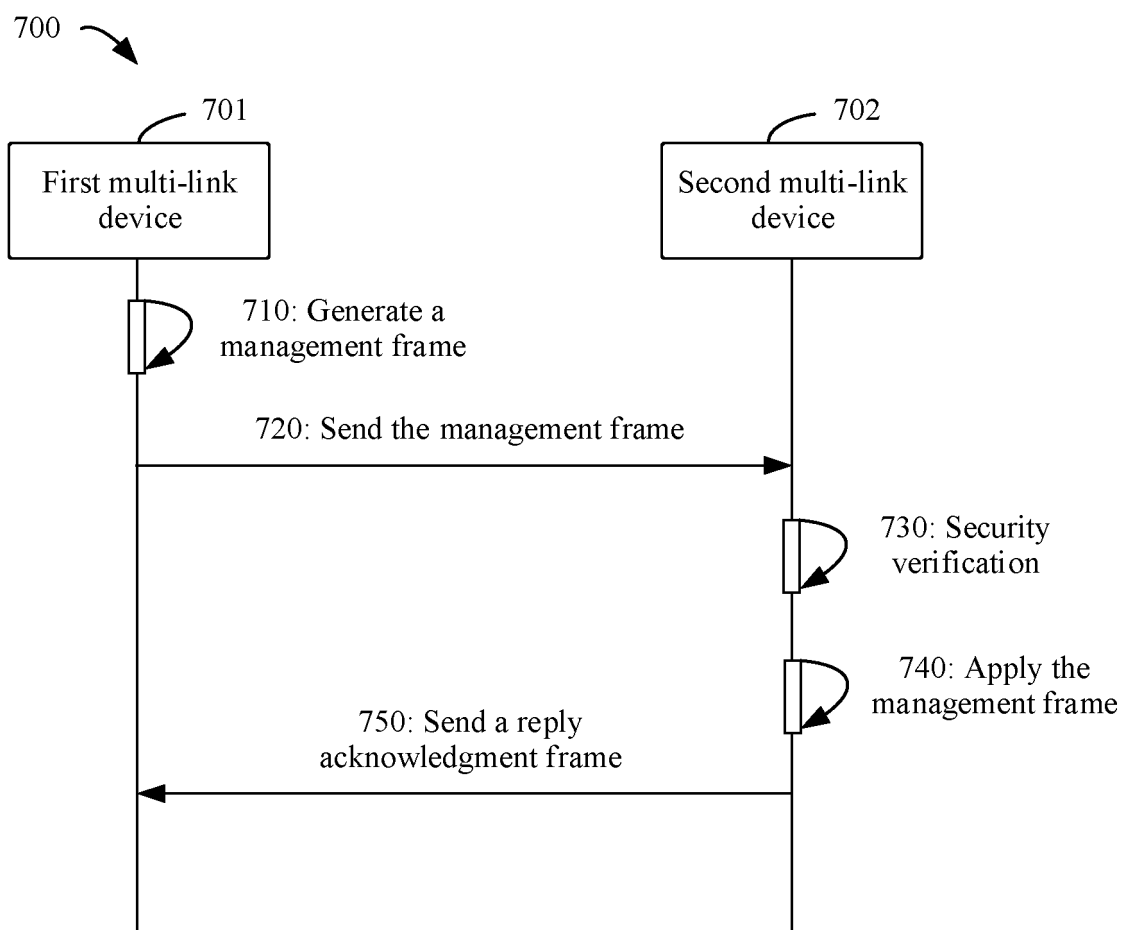 700
701
702
First multi-link
device
Second multi-link
device
710: Generate a
management frame
720: Send the management frame
730: Security
verification
740: Apply the
management frame
750: Send a reply
acknowledgment frame